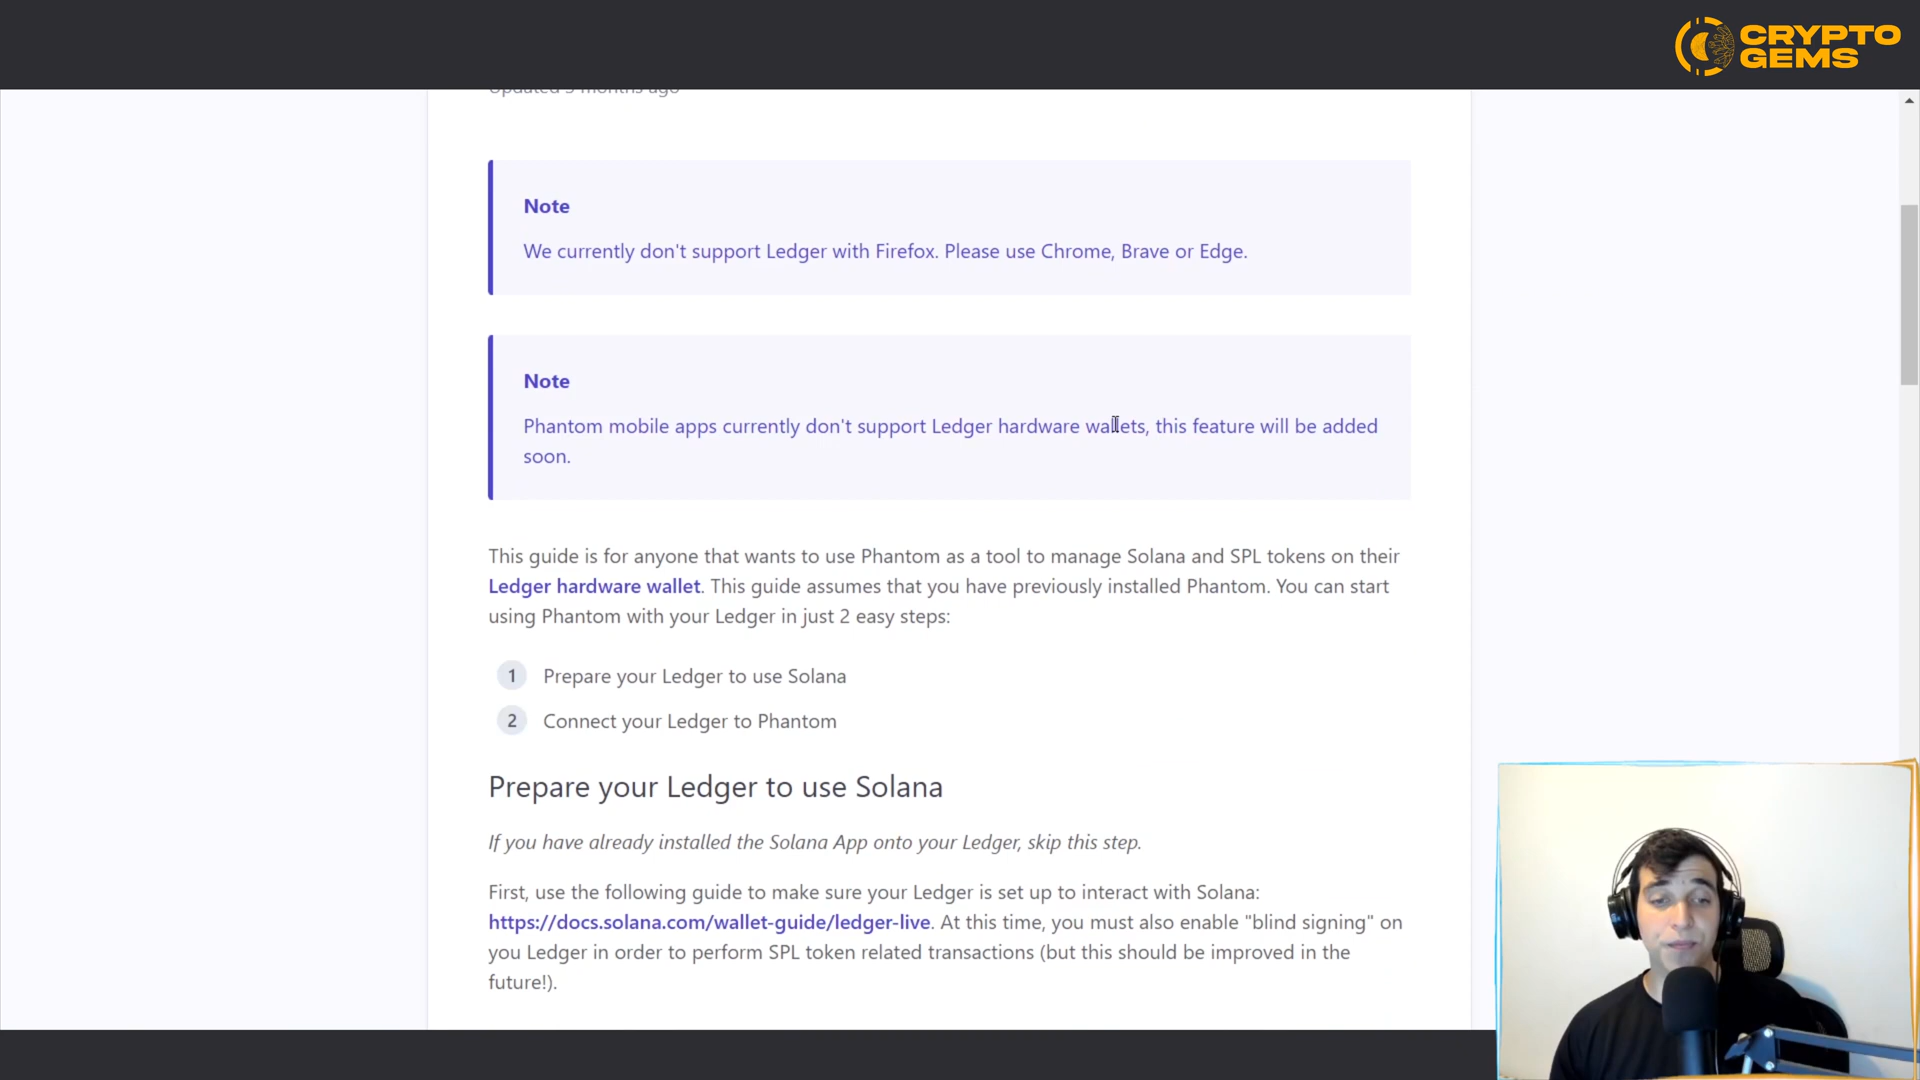 CRYPTO
GEMS
Updated 5 months ago
Note
We currently don't support Ledger with Firefox. Please use Chrome, Brave or Edge.
Note
Phantom mobile apps currently don't support Ledger hardware wallets, this feature will be added
soon.
This guide is for anyone that wants to use Phantom as a tool to manage Solana and SPL tokens on their
Ledger hardware wallet. This guide assumes that you have previously installed Phantom. You can start
using Phantom with your Ledger in just 2 easy steps:
1 Prepare your Ledger to use Solana
2 Connect your Ledger to Phantom
Prepare your Ledger to use Solana
If you have already installed the Solana App onto your Ledger, skip this step.
First, use the following guide to make sure your Ledger is set up to interact with Solana:
https://docs.solana.com/wallet-guide/ledger-live. At this time, you must also enable "blind signing" on
you Ledger in order to perform SPL token related transactions (but this should be improved in the
future!).